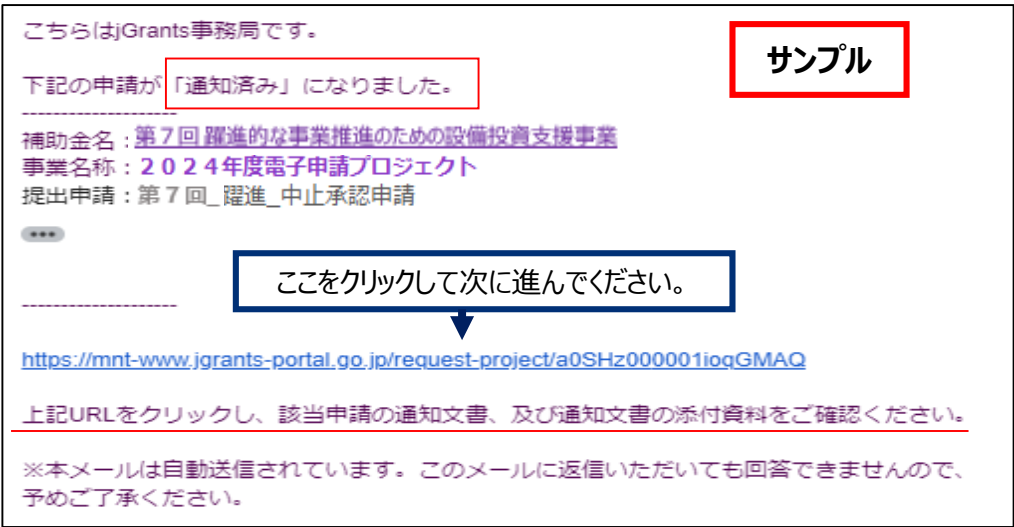 こちらはjGrants事務局です。
サンプル
下記の申請が「通知済み」になりました。
--------------------
補助金名：第７回 躍進的な事業推進のための設備投資支援事業
事業名称：２０２４年度電子申請プロジェクト
提出申請：第７回_躍進_中止承認申請
•••
ここをクリックして次に進んでください。
--------------------
https://mnt-www.jgrants-portal.go.jp/request-project/a0SHz000001ioqGMAQ
上記URLをクリックし、該当申請の通知文書、及び通知文書の添付資料をご確認ください。
※本メールは自動送信されています。このメールに返信いただいても回答できませんので、
予めご了承ください。